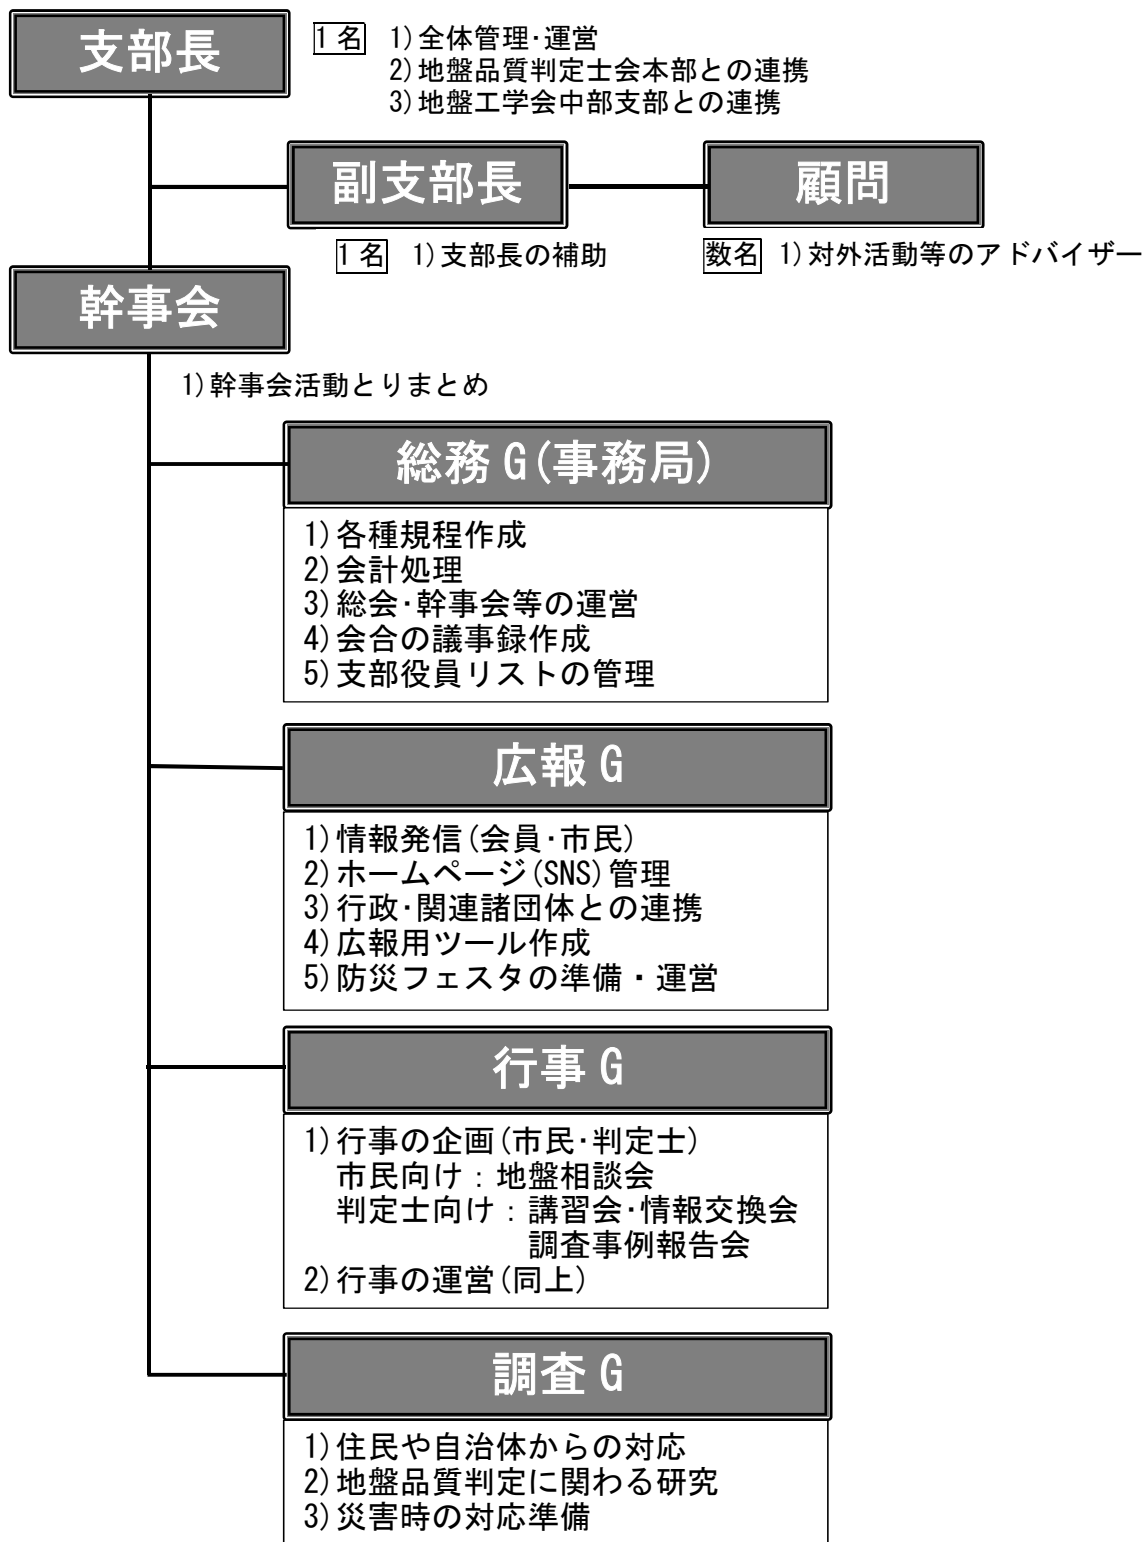 支部長
1名 1)全体管理･運営
2)地盤品質判定士会本部との連携
3)地盤工学会中部支部との連携
副支部長
顧問
1名 1)支部長の補助
数名 1)対外活動等のアドバイザー
幹事会
1)幹事会活動とりまとめ
総務G(事務局)
1)各種規程作成
2)会計処理
3)総会･幹事会等の運営
4)会合の議事録作成
5)支部役員リストの管理
広報G
1)情報発信(会員･市民)
2)ホームページ(SNS)管理
3)行政･関連諸団体との連携
4)広報用ツール作成
5)防災フェスタの準備・運営
行事G
1)行事の企画(市民･判定士)
市民向け：地盤相談会
判定士向け：講習会･情報交換会
調査事例報告会
2)行事の運営(同上)
調査G
1)住民や自治体からの対応
2)地盤品質判定に関わる研究
3)災害時の対応準備